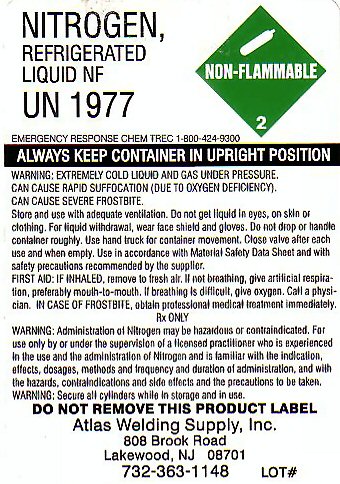 NITROGEN,
REFRIGERATED
LIQUID NF
UN 1977
NON-FLAMMABLE
2
EMERGENCY RESPONSE CHEM TREC 1-800-424-9300
ALWAYS KEEP CONTAINER IN UPRIGHT POSITION
WARNING: EXTREMELY COLD LIQUID AND GAS UNDER PRESSURE.
CAN CAUSE RAPID SUFFOCATION (DUE TO OXYGEN DEFICIENCY).
CAN CAUSE SEVERE FROSTBITE.
Store and use with adequate ventilation. Do not get liquid in eyes, on skin or
clothing. For liquid withdrawal, wear face shield and gloves. Do not drop or handle
container roughly. Use hand truck for container movement. Close valve after each
use and when empty. Use in accordance with Material Safety Data Sheet and with
safety precautions recommended by the supplier.
FIRST AID: IF INHALED, remove to fresh air. If not breathing, give artificial respira-
tion, preferably mouth-to-mouth. If breathing is difficult, give oxygen. Call a physi-
cian. IN CASE OF FROSTBITE, obtain professional medical treatment immediately.
Rx ONLY
WARNING: Administration of Nitrogen may be hazardous or contraindicated. For
use only by or under the supervision of a licensed practitioner who is experienced
in the use and the administration of Nitrogen and is familiar with the indication,
effects, dosages, methods and frequency and duration of administration, and with
the hazards, contraindications and side effects and the precautions to be taken.
WARNING: Secure all cylinders while in storage and in use.
DO NOT REMOVE THIS PRODUCT LABEL
Atlas Welding Supply, Inc.
808 Brook Road
Lakewood, NJ 08701
732-363-1148 LOT#